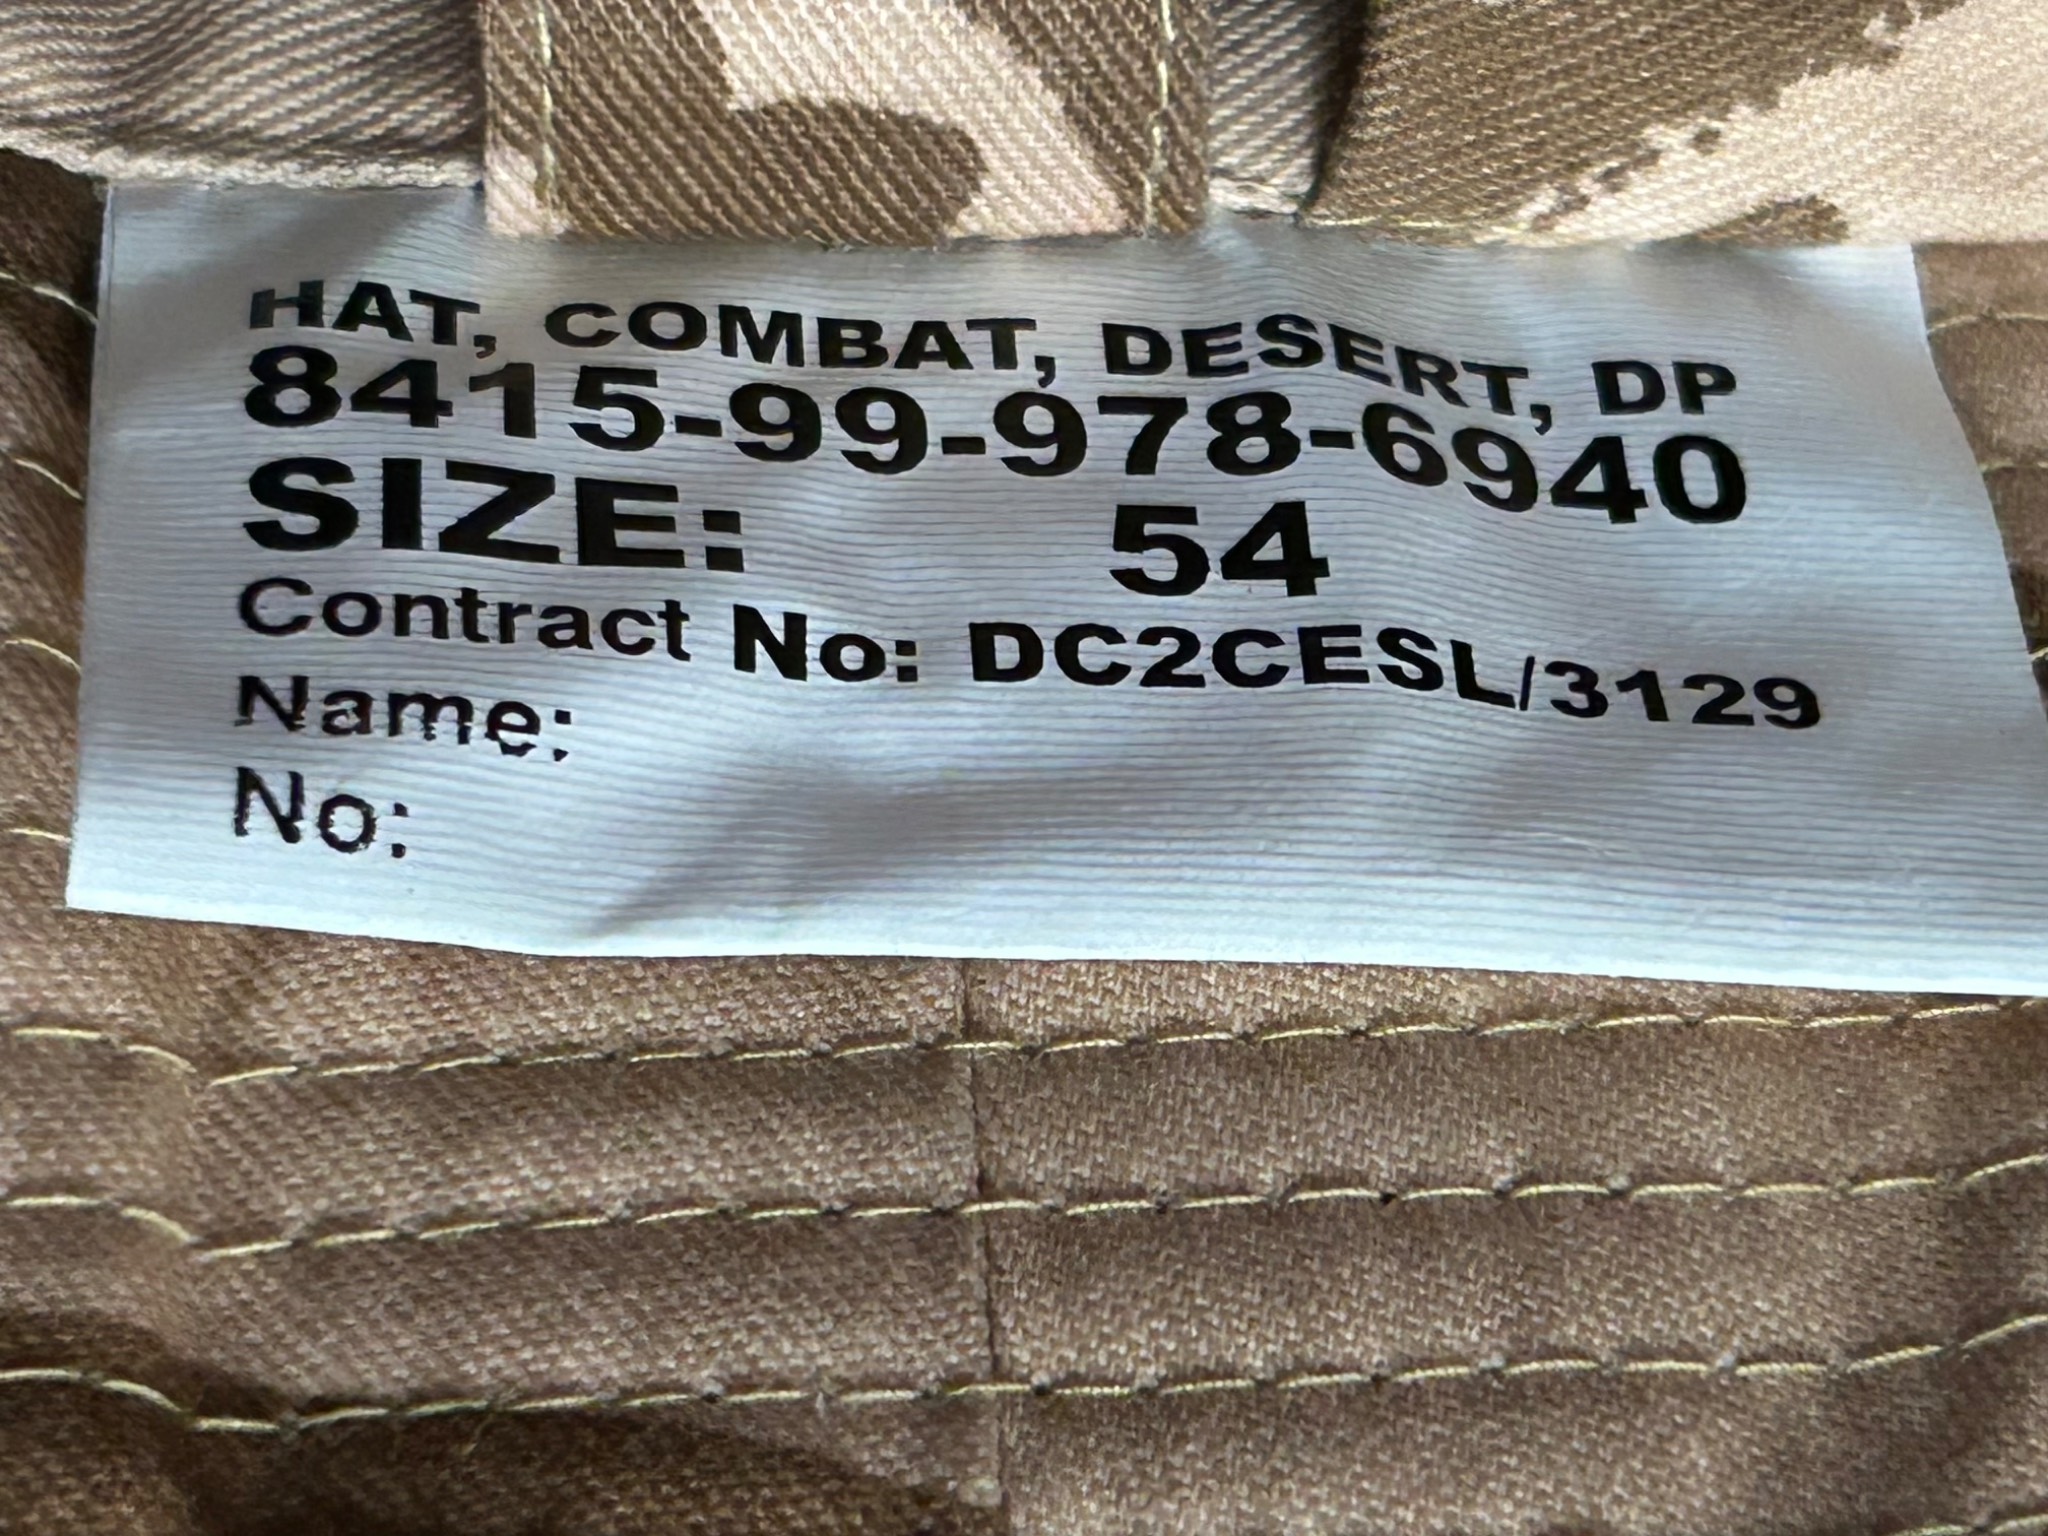 HAT, COMBAT, DESERT, DP
8415-99-978-6940
SIZE: 54
Contract No: DC2CESL/3129
Name:
No: